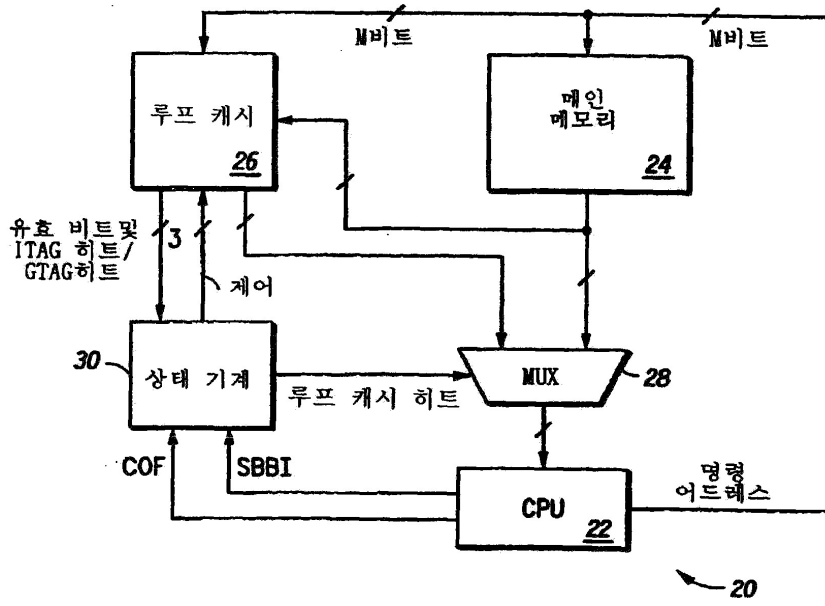 M비트
M비트
루프 캐시
26
메인
메모리
24
유효 비트및
ITAG 히트/
GTAG히트
3
제어
30
상태 기계
루프 캐시 히트
MUX
28
COF
SBBI
CPU
22
명령
어드레스
20